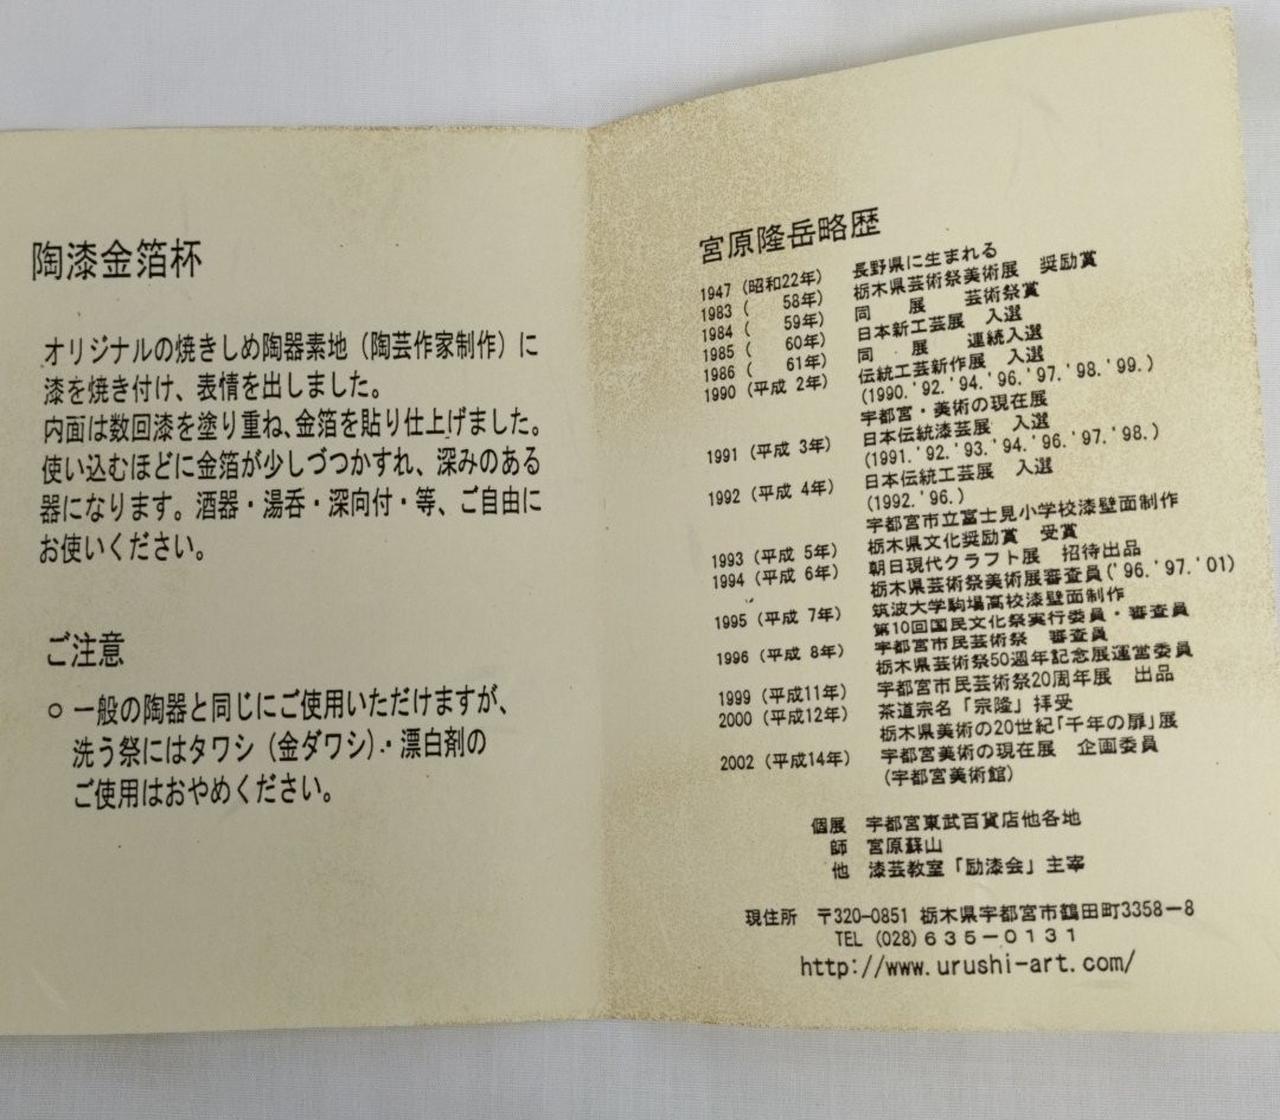 陶漆金箔杯
オリジナルの焼きしめ陶器素地（陶芸作家制作）に
漆を焼き付け、表情を出しました。
内面は数回漆を塗り重ね､金箔を貼り仕上げました。
使い込むほどに金箔が少しづつかすれ、深みのある
器になります。酒器・湯呑・深向付・等、ご自由に
お使いください。
ご注意
○ 一般の陶器と同じにご使用いただけますが、
洗う祭にはタワシ（金ダワシ）・漂白剤の
ご使用はおやめください。
宮原隆岳略歴
1947（昭和22年） 長野県に生まれる
1983（ 58年） 栃木県芸術祭美術展 奨励賞
1984（ 59年） 同 展 芸術祭賞
1985（ 60年） 日本新工芸展 入選
1986（ 61年） 同 展 連続入選
1990（平成 2年） 伝統工芸新作展 入選
(1990.'92.'94.'96.'97.'98.'99.)
宇都宮・美術の現在展
1991（平成 3年） 日本伝統漆芸展 入選
(1991.'92.'93.'94.'96.'97.'98.)
1992（平成 4年） 日本伝統工芸展 入選
(1992.'96.)
宇都宮市立富士見小学校漆壁面制作
1993（平成 5年） 栃木県文化奨励賞 受賞
1994（平成 6年） 朝日現代クラフト展 招待出品
栃木県芸術祭美術展審査員('96.'97.'01)
1995（平成 7年） 筑波大学駒場高校漆壁面制作
第10回国民文化祭実行委員・審査員
1996（平成 8年） 宇都宮市民芸術祭 審査員
栃木県芸術祭50週年記念展運営委員
1999（平成11年） 宇都宮市民芸術祭20周年展 出品
2000（平成12年） 茶道宗名「宗隆」拝受
栃木県美術の20世紀｢千年の扉｣展
2002（平成14年） 宇都宮美術の現在展 企画委員
(宇都宮美術館)
個展 宇都宮東武百貨店他各地
師 宮原蘇山
他 漆芸教室「励漆会」主宰
現住所 〒320-0851 栃木県宇都宮市鶴田町3358－8
TEL (028)６３５－０１３１
http://www.urushi-art.com/